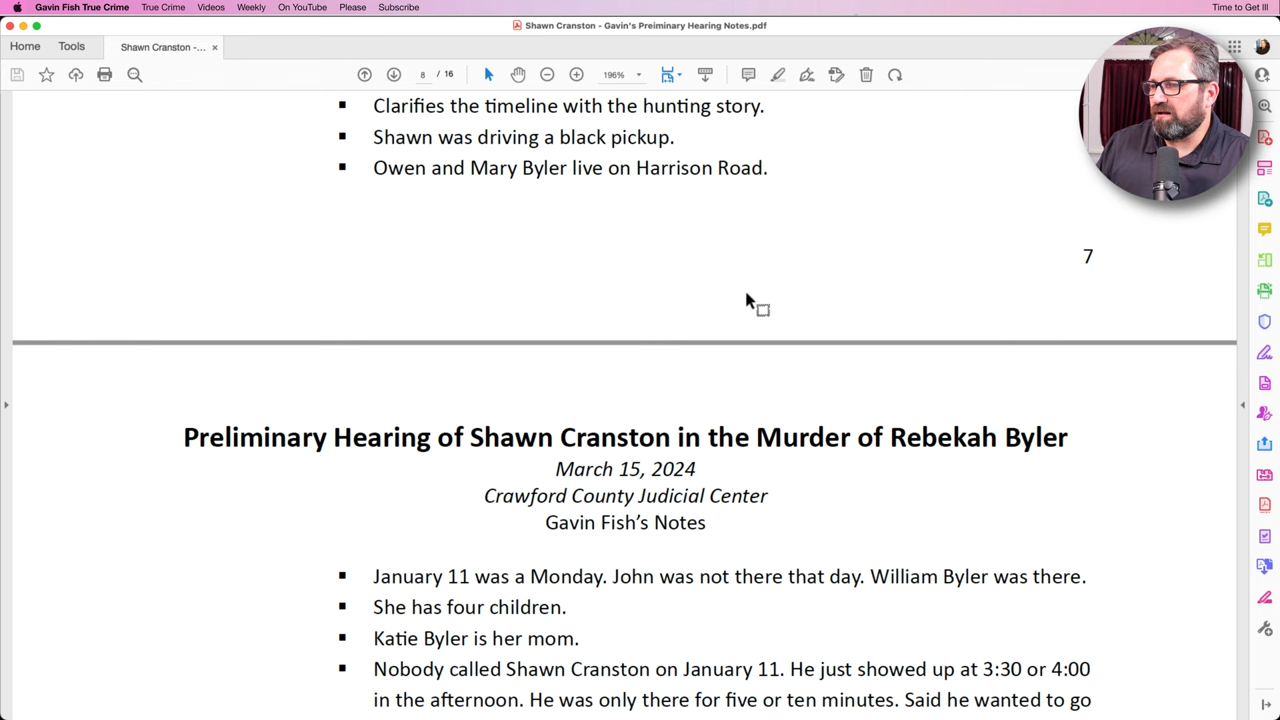 Gavin Fish True Crime True Crime Videos Weekly On YouTube Please Subscribe Time to Get Ill
Shawn Cranston - Gavin's Preiminary Hearing Notes.pdf
Home Tools Shawn Cranston -... ×
8 / 16 196%
▪ Clarifies the timeline with the hunting story.
▪ Shawn was driving a black pickup.
▪ Owen and Mary Byler live on Harrison Road.
7
Preliminary Hearing of Shawn Cranston in the Murder of Rebekah Byler
March 15, 2024
Crawford County Judicial Center
Gavin Fish’s Notes
▪ January 11 was a Monday. John was not there that day. William Byler was there.
▪ She has four children.
▪ Katie Byler is her mom.
▪ Nobody called Shawn Cranston on January 11. He just showed up at 3:30 or 4:00
in the afternoon. He was only there for five or ten minutes. Said he wanted to go